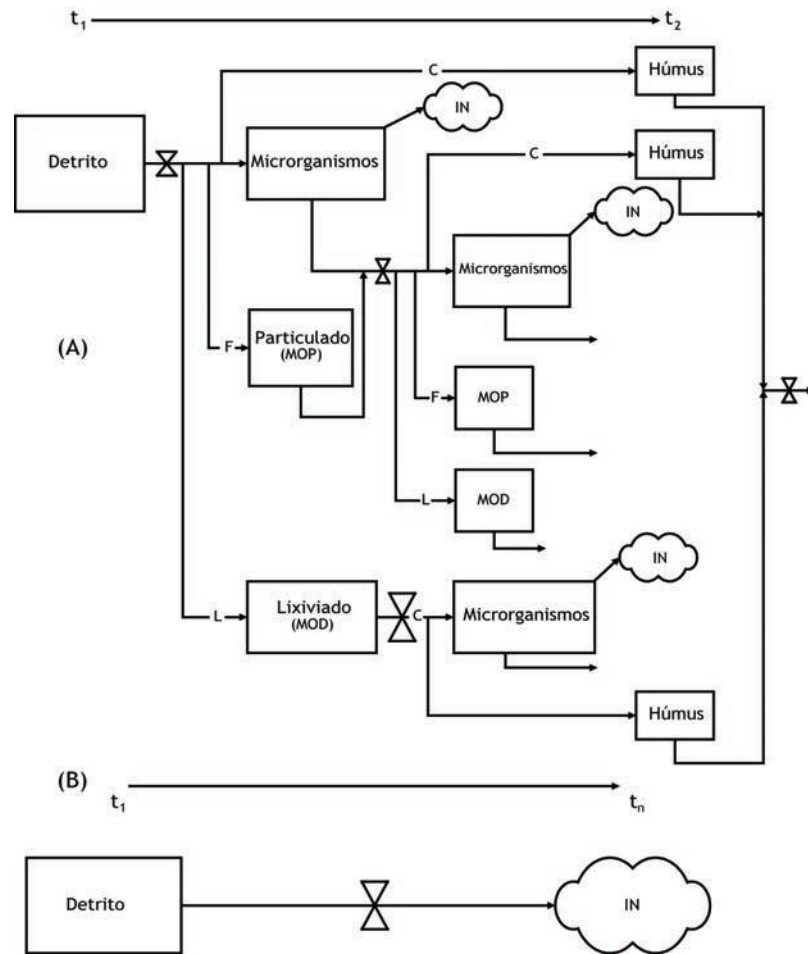 t1
t2
C
Húmus
IN
Detrito
Microrganismos
C
Húmus
IN
Microrganismos
(A)
F
Particulado
(MOP)
F
MOP
L
MOD
IN
L
Lixiviado
(MOD)
C
Microrganismos
Húmus
(B)
t1
tn
Detrito
IN